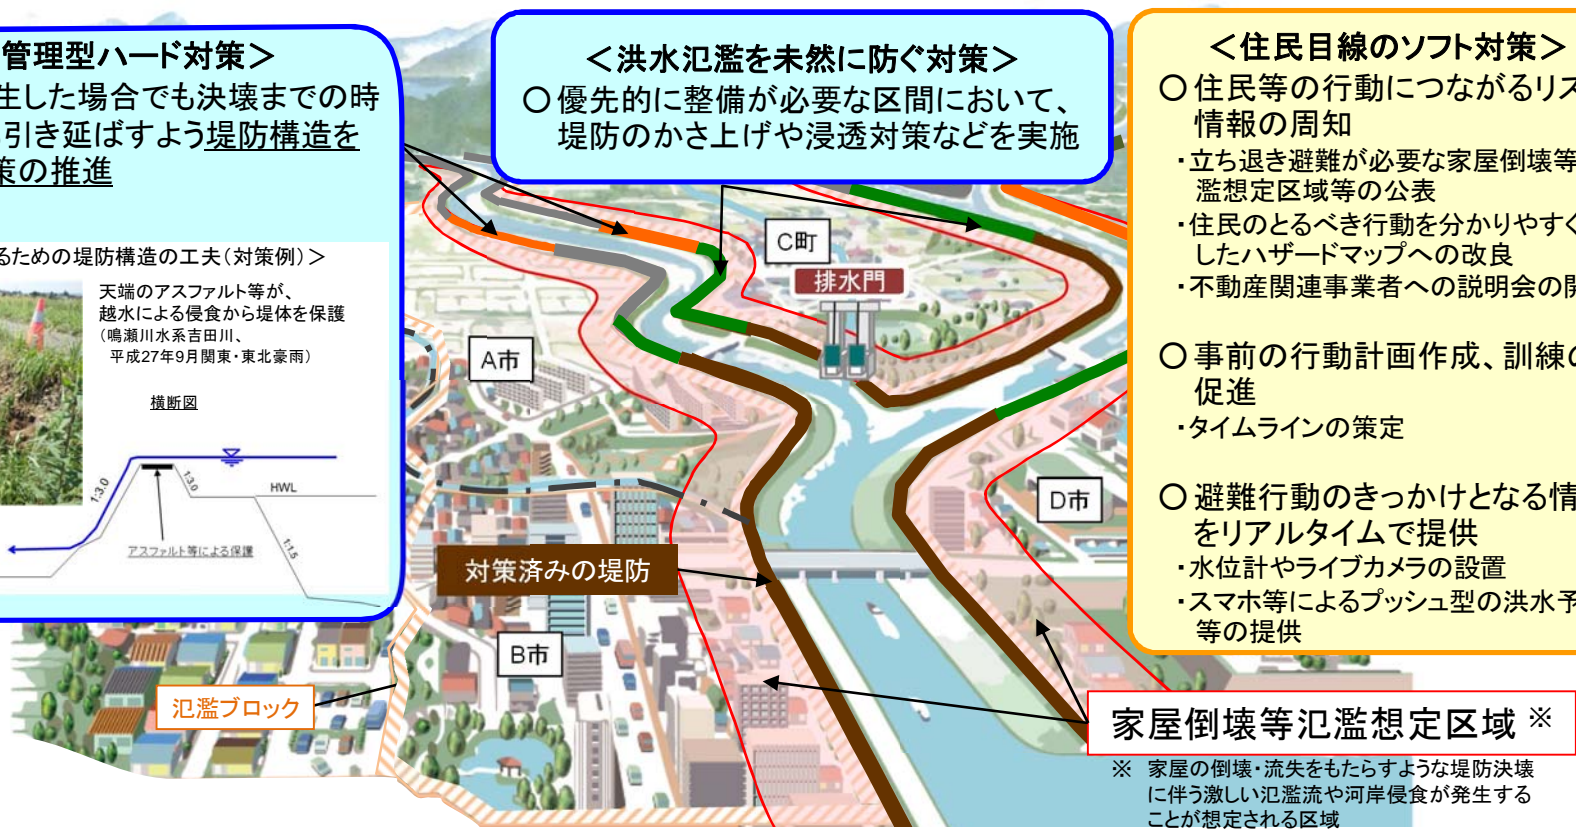 管理型ハード対策＞
生した場合でも決壊までの時
引き延ばすよう堤防構造を
策の推進
るための堤防構造の工夫（対策例）＞
天端のアスファルト等が、
越水による侵食から堤体を保護
（鳴瀬川水系吉田川、
平成27年9月関東・東北豪雨）
横断図
1:3.0
1:3.0
HWL
1:1.5
アスファルト等による保護
＜洪水氾濫を未然に防ぐ対策＞
○優先的に整備が必要な区間において、
堤防のかさ上げや浸透対策などを実施
C町
排水門
A市
D市
対策済みの堤防
B市
氾濫ブロック
＜住民目線のソフト対策＞
○住民等の行動につながるリス
情報の周知
・立ち退き避難が必要な家屋倒壊等
濫想定区域等の公表
・住民のとるべき行動を分かりやすく
したハザードマップへの改良
・不動産関連事業者への説明会の開
○事前の行動計画作成、訓練の
促進
・タイムラインの策定
○避難行動のきっかけとなる情
をリアルタイムで提供
・水位計やライブカメラの設置
・スマホ等によるプッシュ型の洪水予
等の提供
家屋倒壊等氾濫想定区域※
※ 家屋の倒壊・流失をもたらすような堤防決壊
に伴う激しい氾濫流や河岸侵食が発生する
ことが想定される区域